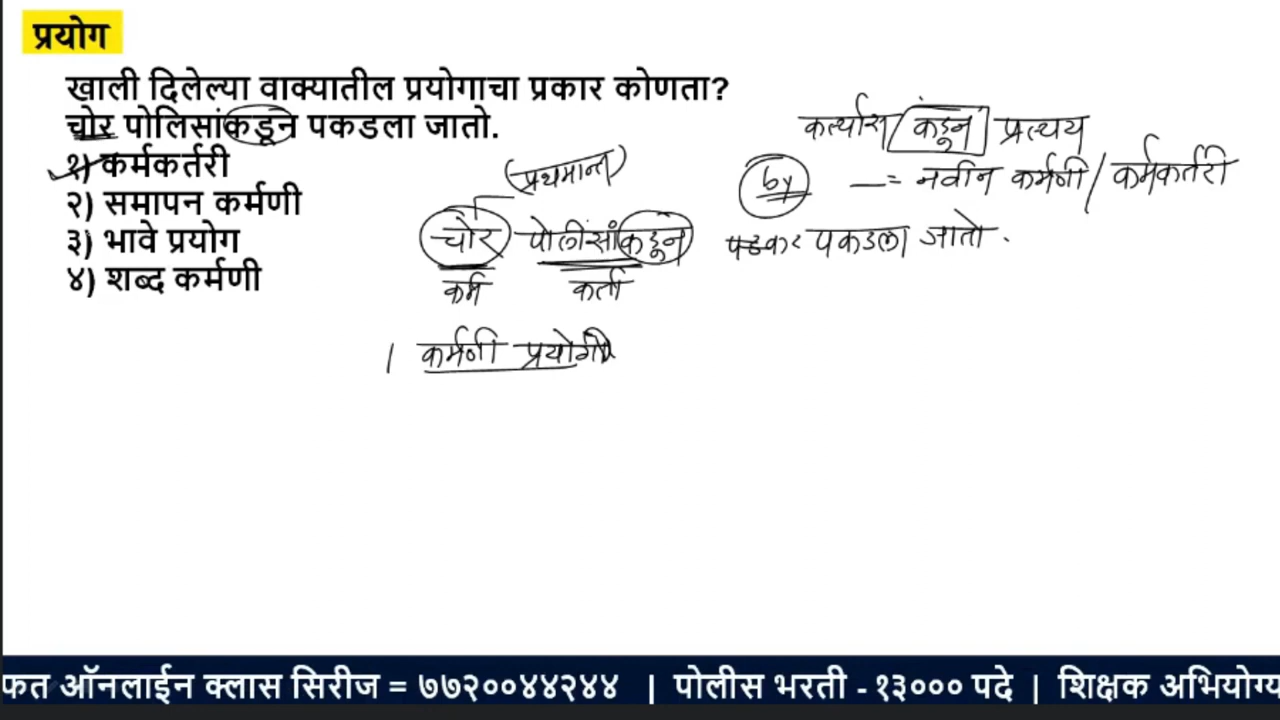 प्रयोग
खाली दिलेल्या वाक्यातील प्रयोगाचा प्रकार कोणता?
चोर पोलिसांकडून पकडला जातो.
१) कर्मकर्तरी
२) समापन कर्मणी
३) भावे प्रयोग
४) शब्द कर्मणी
कर्त्यास / कडून प्रत्यय
by = नवीन कर्मणी / कर्मकर्तरी
(प्रथमान्त)
चोर पोलीसांकडून पकडला जातो.
कर्म कर्ता
कर्मणी प्रयोग
फत ऑनलाईन क्लास सिरीज = ७७२००४४२४४ | पोलीस भरती - १३००० पदे | शिक्षक अभियोग्य